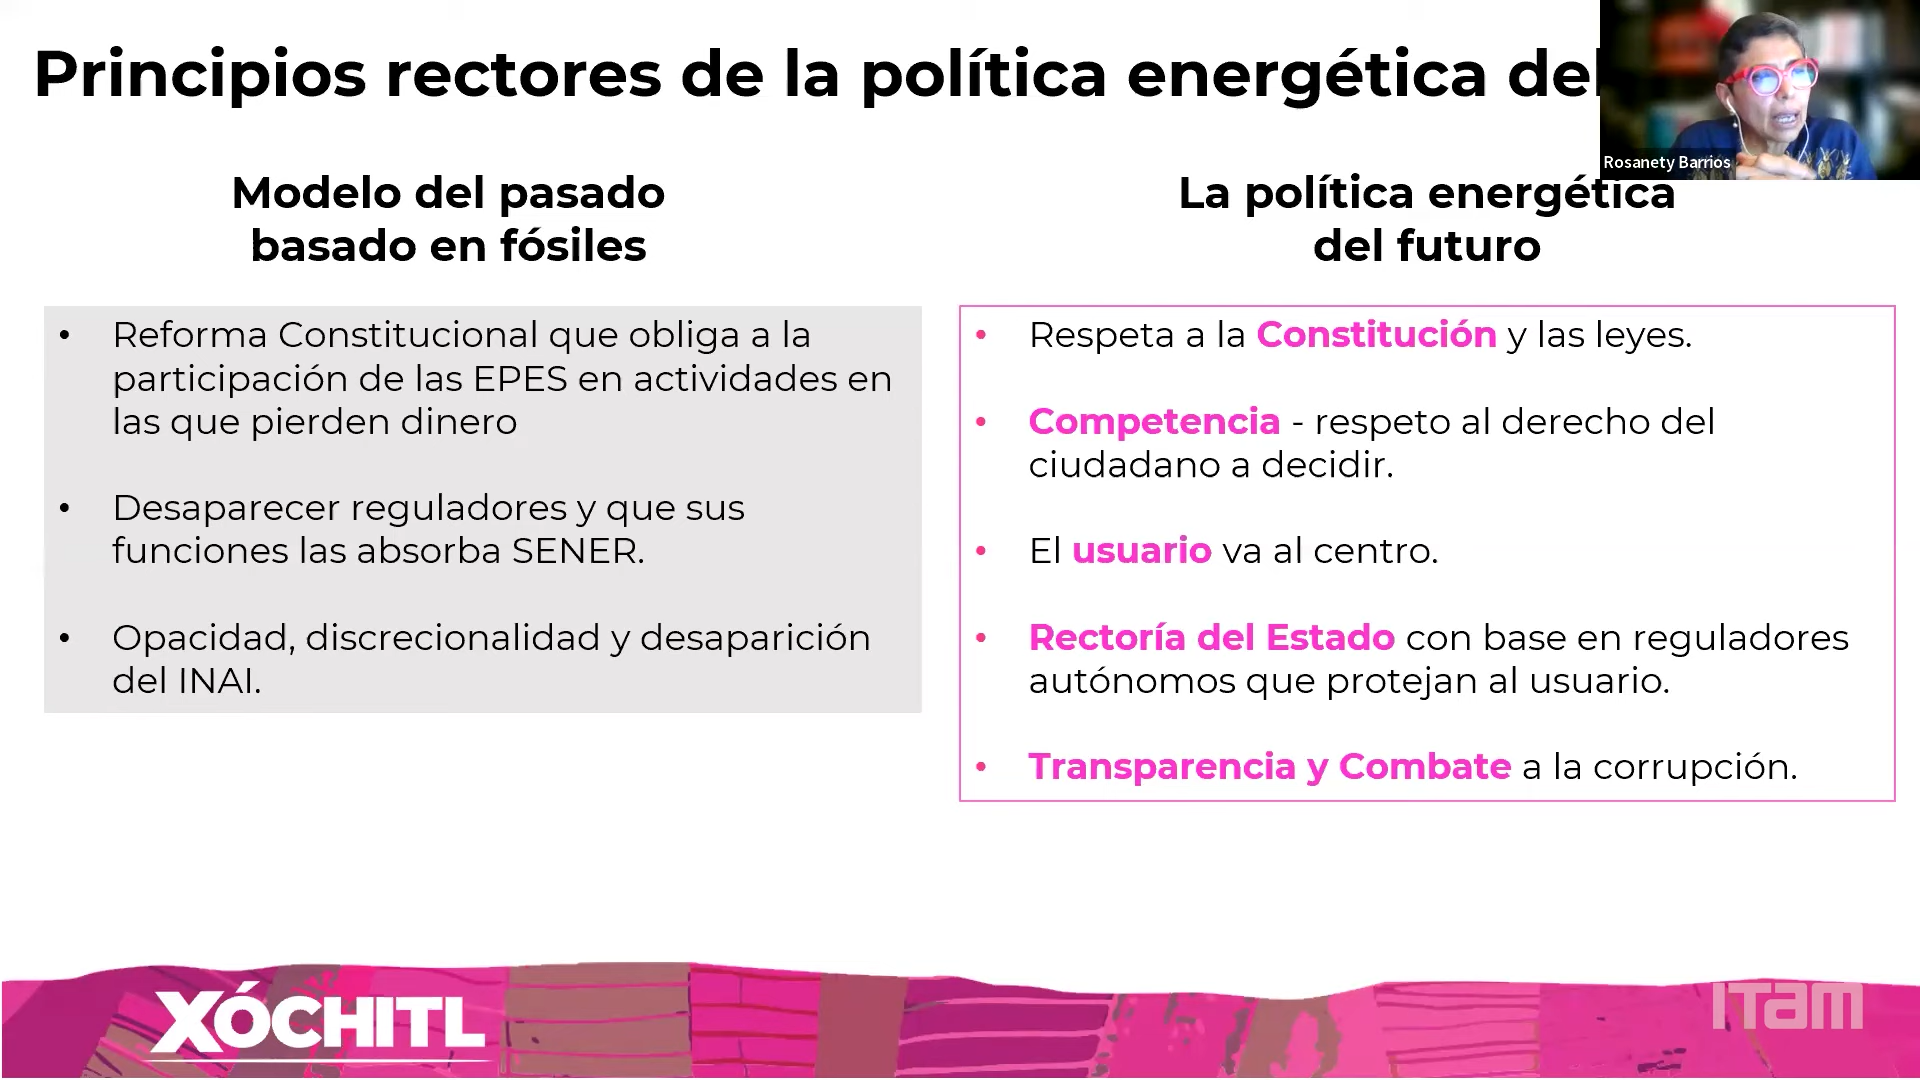 Principios rectores de la política energética del
Rosanety Barrios
Modelo del pasado
basado en fósiles
• Reforma Constitucional que obliga a la
participación de las EPES en actividades en
las que pierden dinero
• Desaparecer reguladores y que sus
funciones las absorba SENER.
• Opacidad, discrecionalidad y desaparición
del INAI.
La política energética
del futuro
• Respeta a la Constitución y las leyes.
• Competencia - respeto al derecho del
ciudadano a decidir.
• El usuario va al centro.
• Rectoría del Estado con base en reguladores
autónomos que protejan al usuario.
• Transparencia y Combate a la corrupción.
XÓCHITL
ITAM